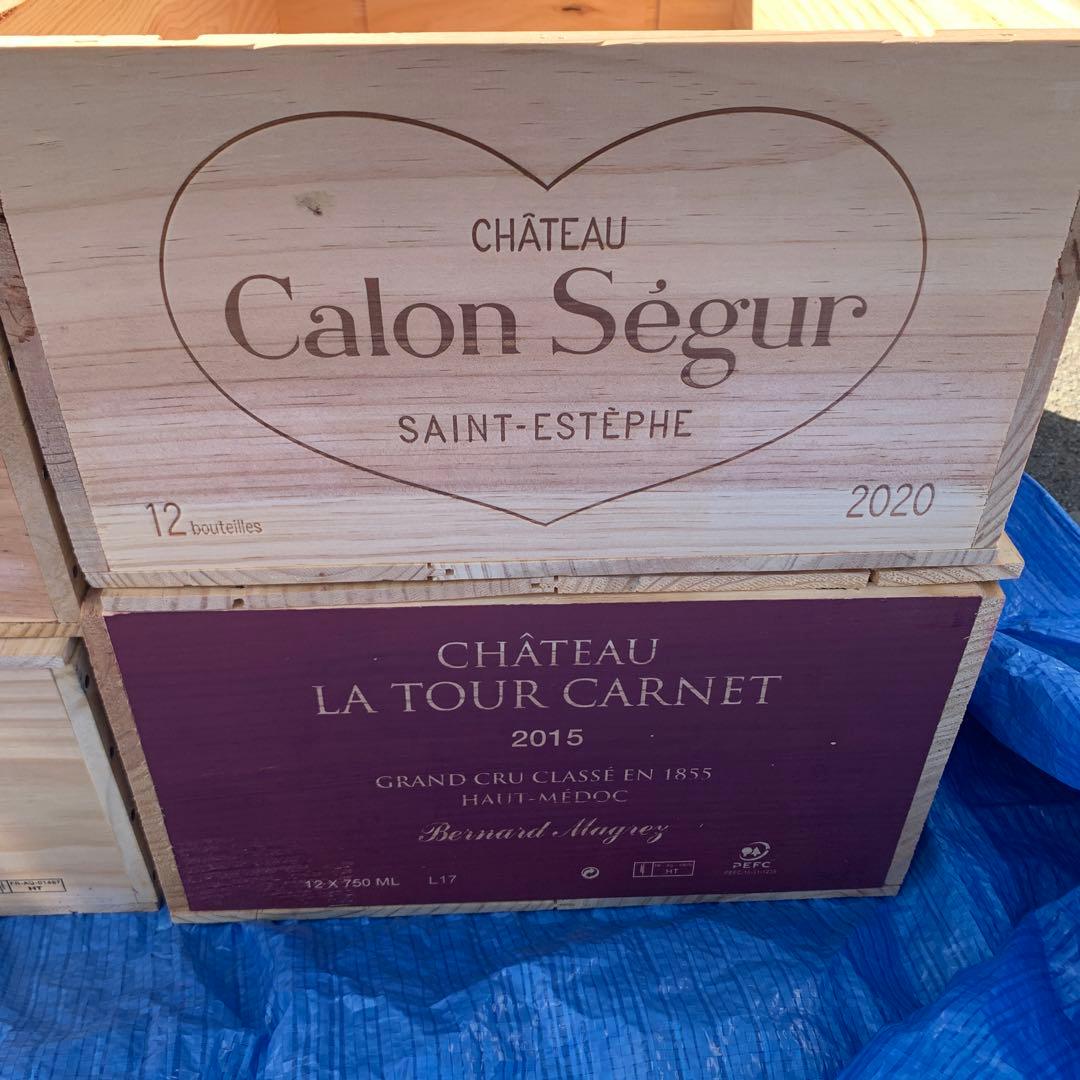 CHÂTEAU
Calon Ségur
SAINT-ESTÈPHE
12 bouteilles
2020
CHÂTEAU
LA TOUR CARNET
2015
GRAND CRU CLASSÉ EN 1855
HAUT-MÉDOC
Bernard Magrez
12 X 750 ML L17
HT
PEFC
HT